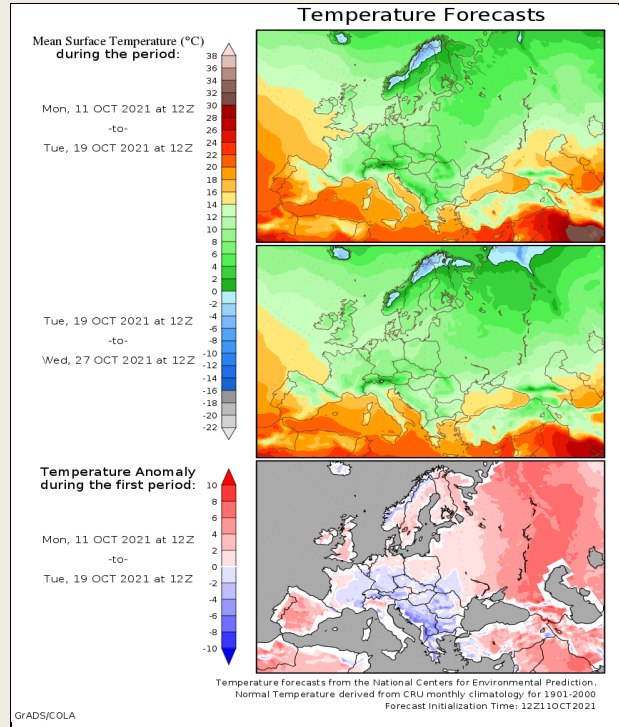 Temperature Forecasts
Mean Surface Temperature (°C)
during the period:
38
36
34
32
30
28
26
24
22
20
18
16
14
12
10
8
6
4
2
0
-2
-4
-6
-8
-10
-12
-14
-16
-18
-20
-22
Mon, 11 OCT 2021 at 12Z
-to-
Tue, 19 OCT 2021 at 12Z
Tue, 19 OCT 2021 at 12Z
-to-
Wed, 27 OCT 2021 at 12Z
Temperature Anomaly
during the first period:
10
8
6
4
2
0
-2
-4
-6
-8
-10
Mon, 11 OCT 2021 at 12Z
-to-
Tue, 19 OCT 2021 at 12Z
Temperature forecasts from the National Centers for Environmental Prediction.
Normal Temperature derived from CRU monthly climatology for 1901-2000
Forecast Initialization Time: 12Z11OCT2021
GrADS/COLA